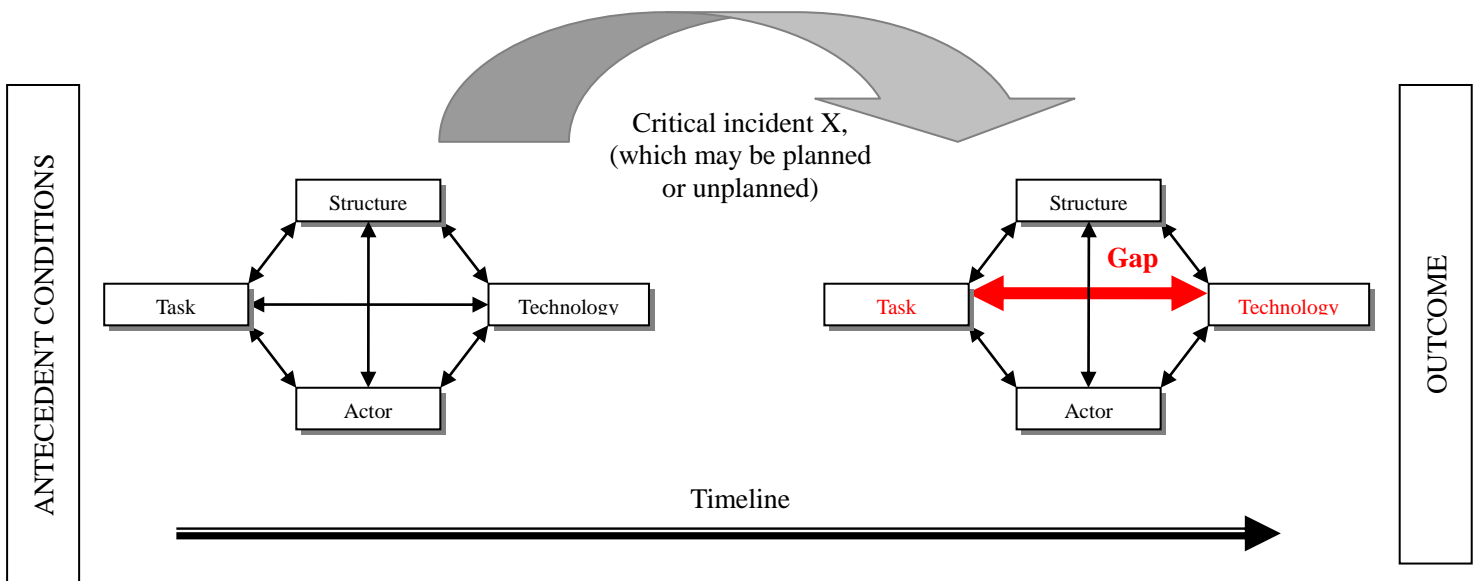 ANTECEDENT CONDITIONS
Critical incident X,
(which may be planned
or unplanned)
Structure
Task
Technology
Actor
Structure
Gap
Task
Technology
Actor
Timeline
OUTCOME